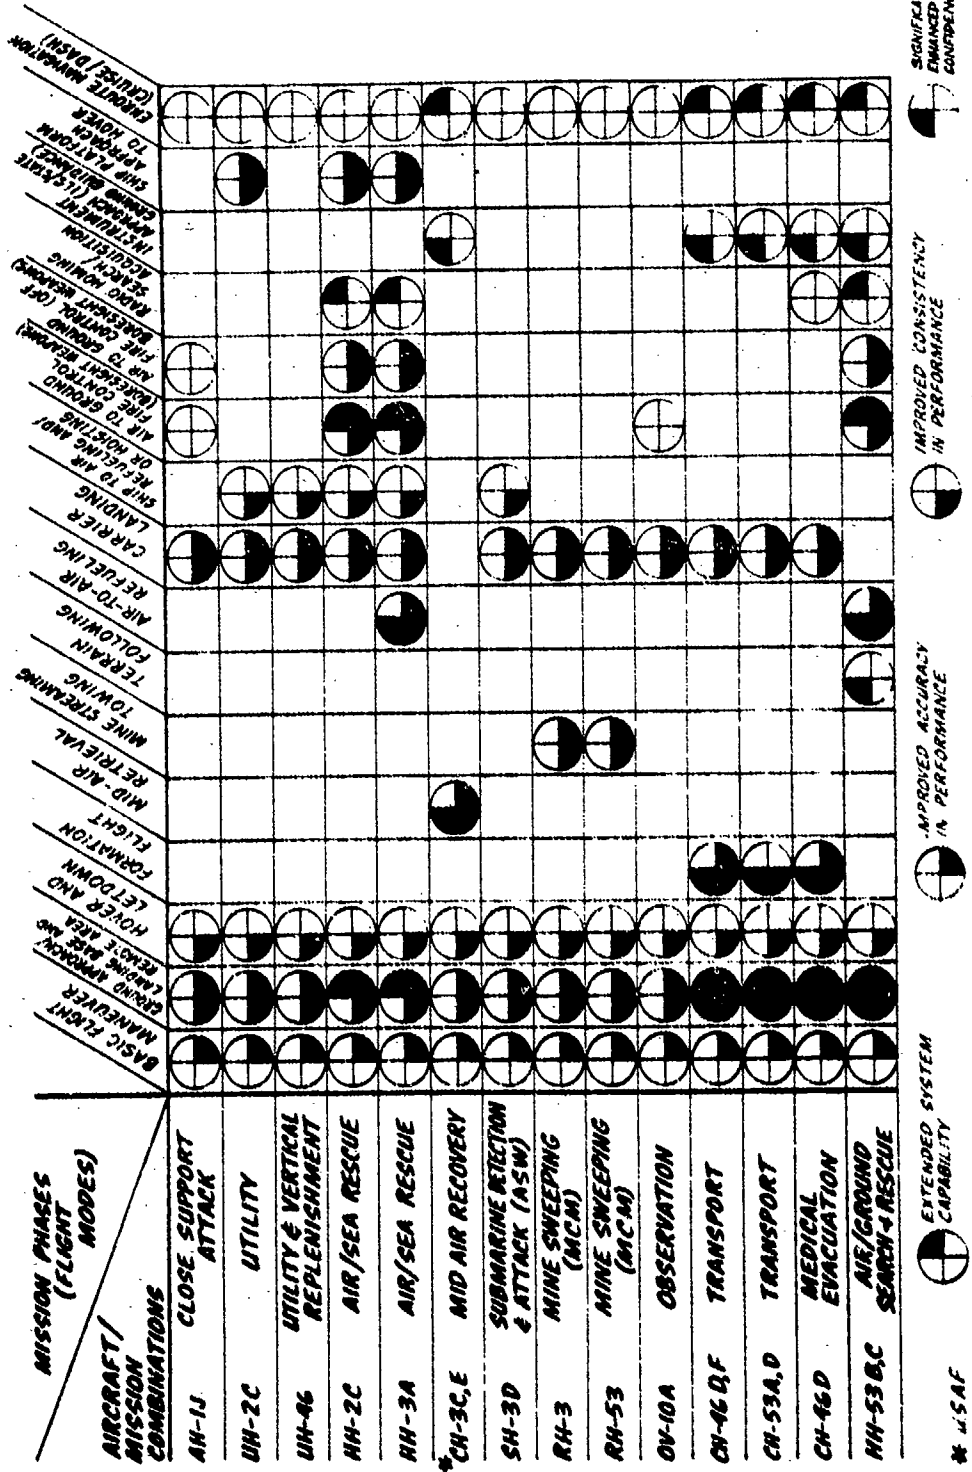 MISSION PHASES
(FLIGHT
MODES)
AIRCRAFT/
MISSION
COMBINATIONS
BASIC FLIGHT
MANEUVER
GROUND APPROACH/
LANDING BASE AND
REMOTE AREA
HOVER AND
LETDOWN
FORMATION
FLIGHT
MID-AIR
RETRIEVAL
MINE STREAMING
TOWING
TERRAIN
FOLLOWING
AIR-TO-AIR
REFUELING
CARRIER
LANDING
SHIP TO AIR
REFUELING AND/
OR HOISTING
AIR TO GROUND
FIRE CONTROL
(BORESIGHT WEAPONS)
AIR TO GROUND
FIRE CONTROL (OFF
BORESIGHT WEAPONS)
RADIO HOMING
SEARCH/
ACQUISITION
INSTRUMENT
APPROACH (ILS/STATE
GROUND GUIDANCE)
SHIP PLATFORM
APPROACH
TO HOVER
ENROUTE NAVIGATION
(CRUISE/DASH)
AH-1J CLOSE SUPPORT
ATTACK
UH-2C UTILITY
UH-46 UTILITY & VERTICAL
REPLENISHMENT
HH-2C AIR/SEA RESCUE
HH-3A AIR/SEA RESCUE
* CH-3C,E MID AIR RECOVERY
SH-3D SUBMARINE DETECTION
& ATTACK (ASW)
RH-3 MINE SWEEPING
(MCM)
RH-53 MINE SWEEPING
(MCM)
OV-10A OBSERVATION
CH-46 D,F TRANSPORT
CH-53A,D TRANSPORT
CH-46D MEDICAL
EVACUATION
HH-53 B,C AIR/GROUND
SEARCH & RESCUE
* USAF
EXTENDED SYSTEM
CAPABILITY
IMPROVED ACCURACY
IN PERFORMANCE
IMPROVED CONSISTENCY
IN PERFORMANCE
ENHANCED